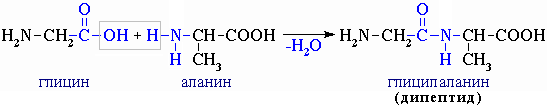 O O
H₂N–CH₂–C–OH + H–N–CH–COOH –H₂O H₂N–CH₂–C–N–CH–COOH
H CH₃ H CH₃
глицин аланин глицилаланин
(дипептид)